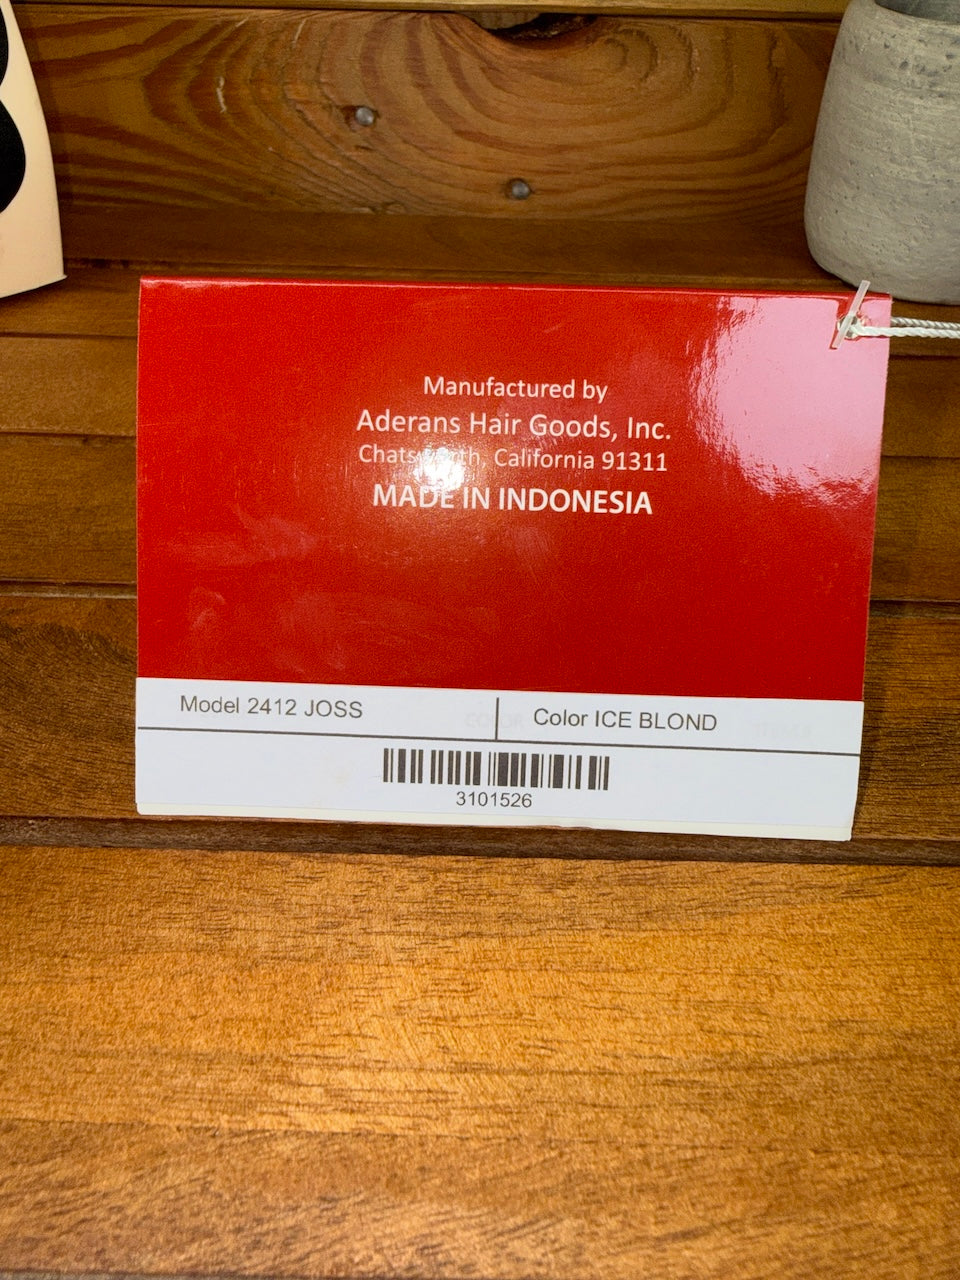 Manufactured by
Aderans Hair Goods, Inc.
Chatsworth, California 91311
MADE IN INDONESIA
Model 2412 JOSS
Color ICE BLOND
3101526